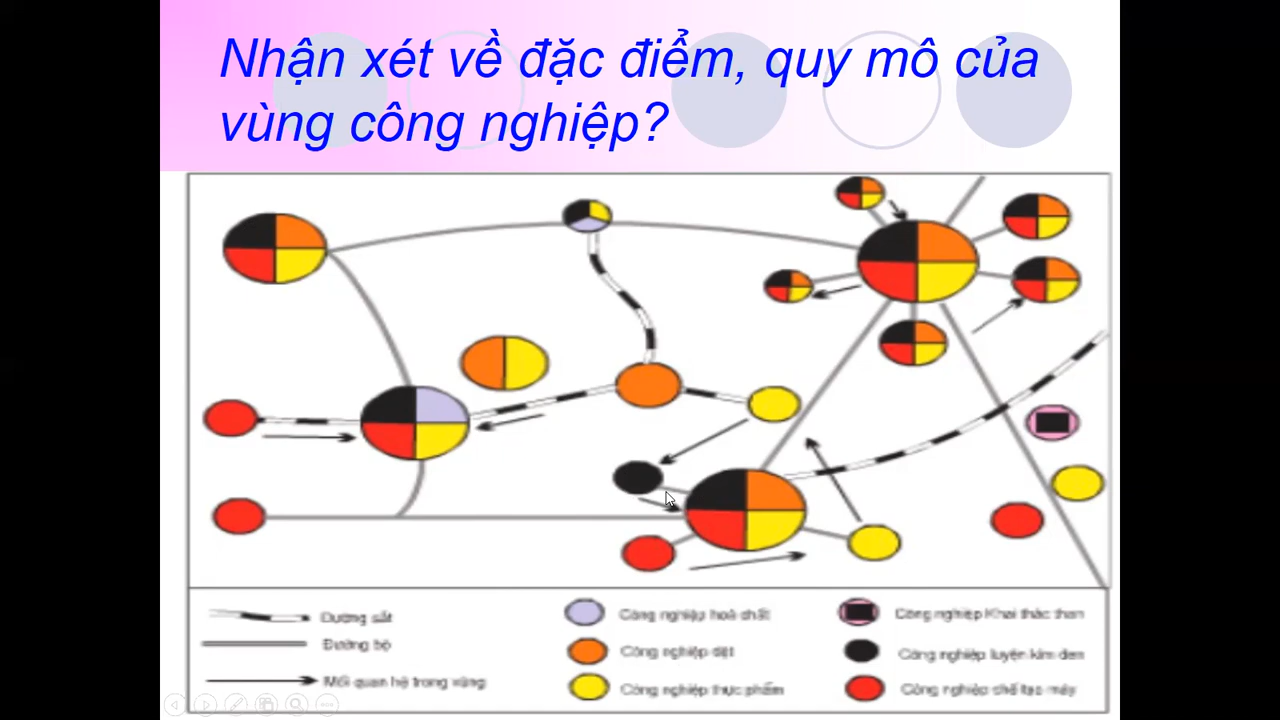 Nhận xét về đặc điểm, quy mô của
vùng công nghiệp?
Đường sắt
Đường bộ
Mối quan hệ trong vùng
Công nghiệp hoá chất
Công nghiệp dệt
Công nghiệp thực phẩm
Công nghiệp Khai thác than
Công nghiệp luyện kim đen
Công nghiệp chế tạo máy